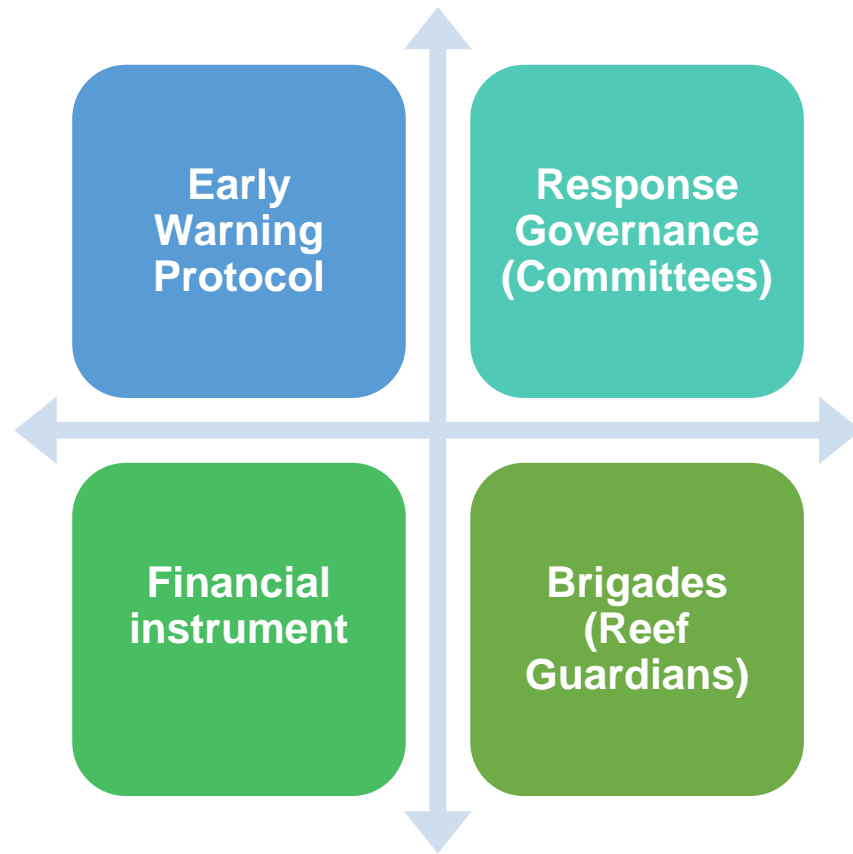 Early
Warning
Protocol
Response
Governance
(Committees)
Financial
instrument
Brigades
(Reef
Guardians)